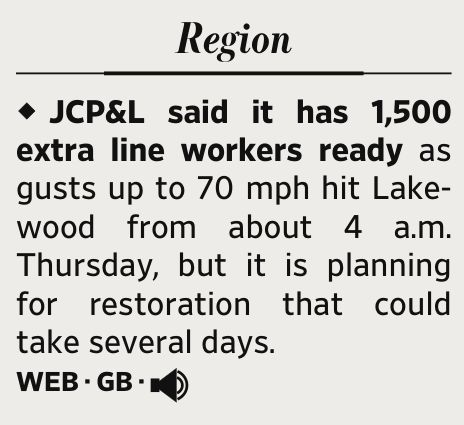 Region
◆ JCP&L said it has 1,500
extra line workers ready as
gusts up to 70 mph hit Lake-
wood from about 4 a.m.
Thursday, but it is planning
for restoration that could
take several days.
WEB · GB ·